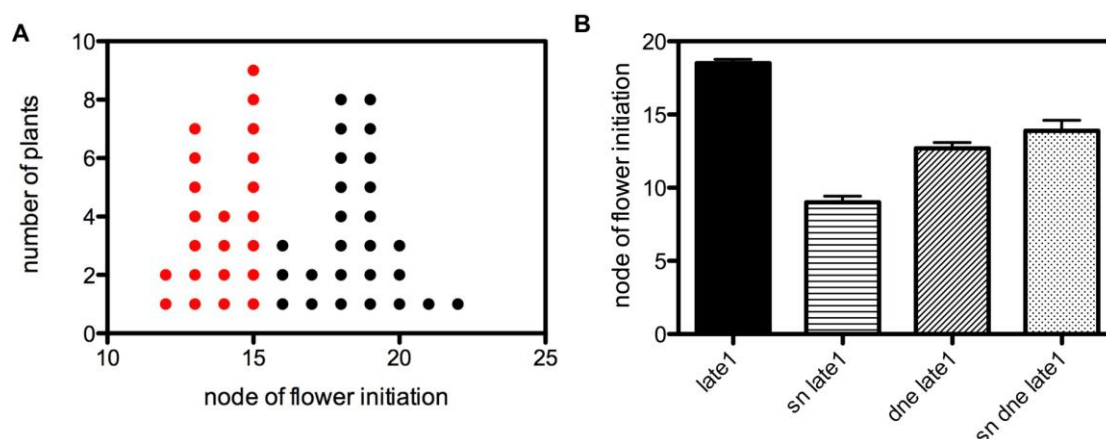 A
number of plants
10
8
6
4
2
0
10
15
20
25
node of flower initiation
B
node of flower initiation
20
15
10
5
0
late1
sn late1
dne late1
sn dne late1